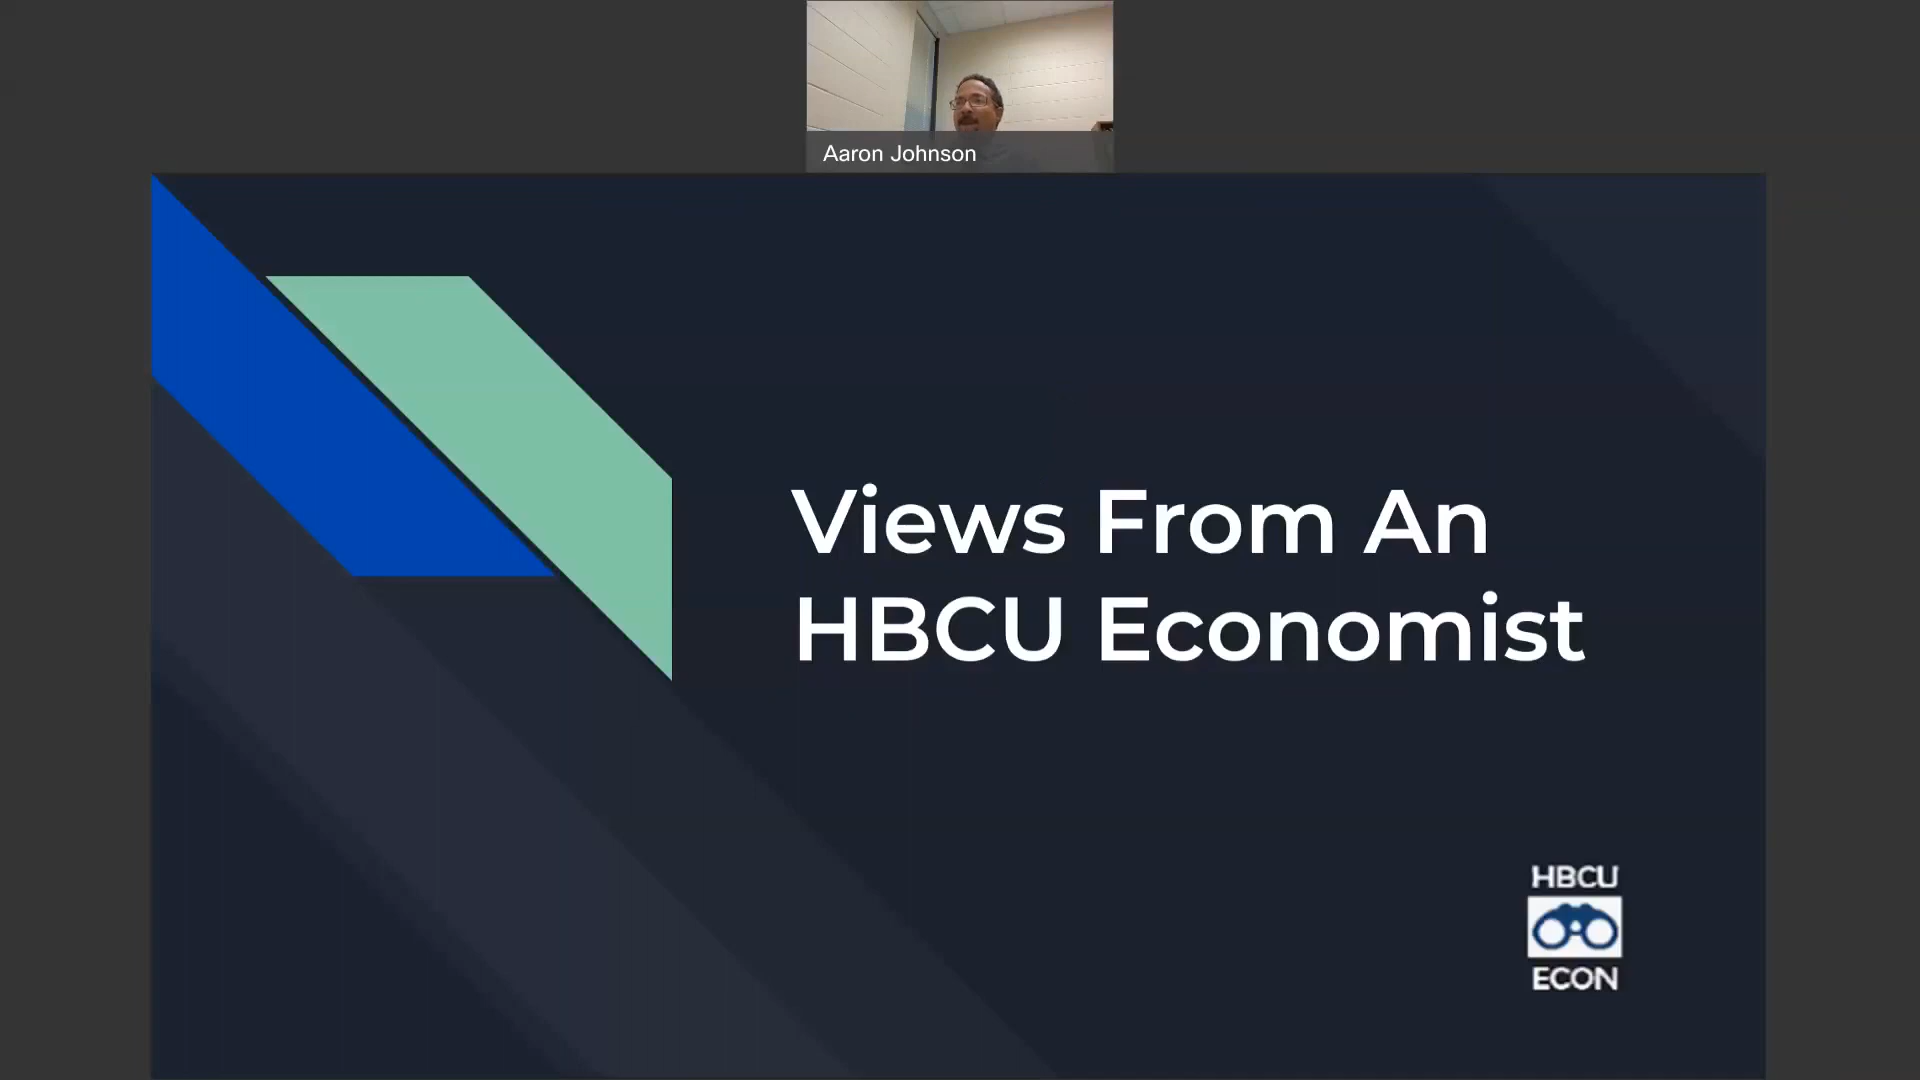 Aaron Johnson
Views From An
HBCU Economist
HBCU
ECON